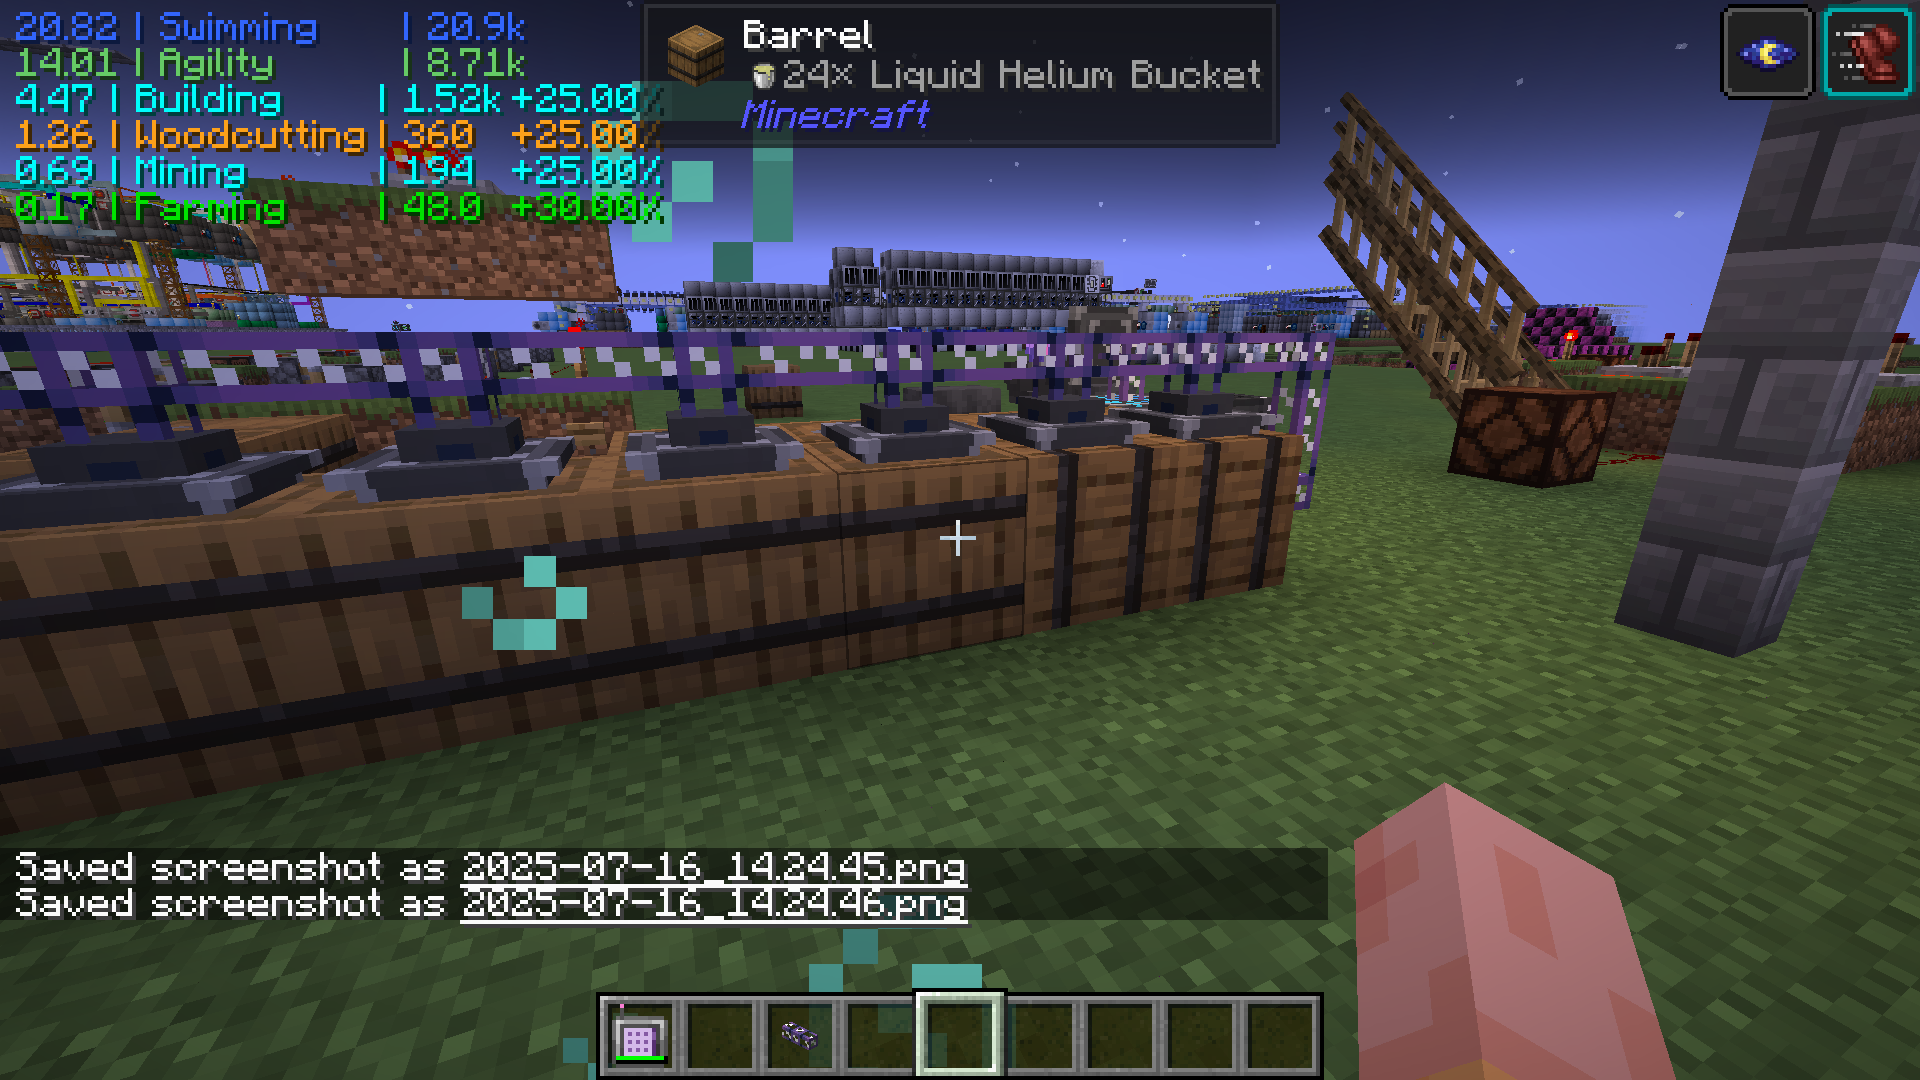 20.82 | Swimming | 20.9k
14.01 | Agility | 8.71k
4.47 | Building | 1.52k +25.00%
1.26 | Woodcutting | 360 +25.00%
0.69 | Mining | 194 +25.00%
0.17 | Farming | 48.0 +30.00%
Barrel
24× Liquid Helium Bucket
Minecraft
Saved screenshot as 2025-07-16_14.24.45.png
Saved screenshot as 2025-07-16_14.24.46.png